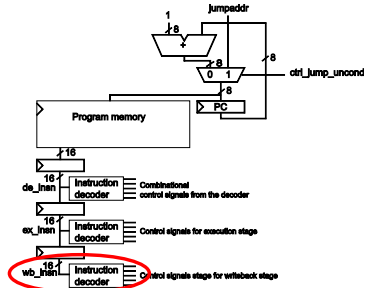 jumpaddr
1
8
+
8
8
0 1
ctrl_jump_uncond
8
PC
Program memory
16
16
de_insn
Instruction
decoder
Combinational
control signals from the decoder
16
ex_insn
Instruction
decoder
Control signals for execution stage
16
wb_insn
Instruction
decoder
Control signals stage for writeback stage